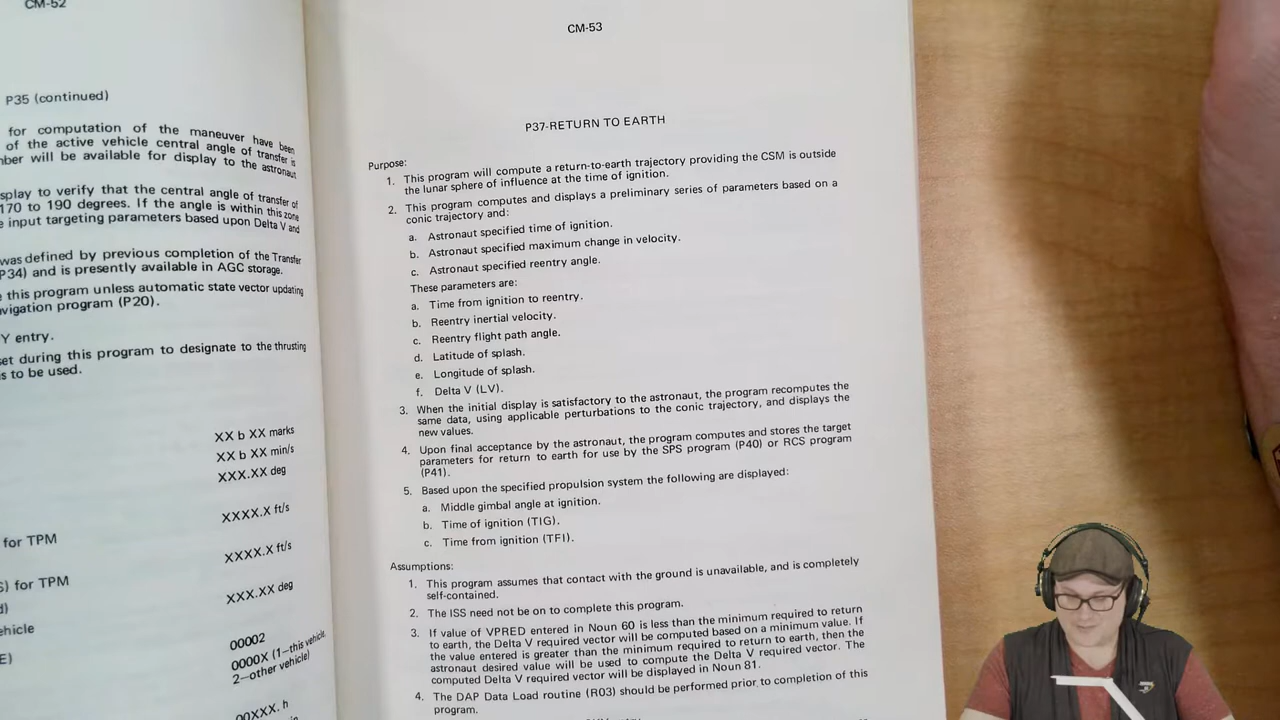 CM-52
P35 (continued)
for computation of the maneuver have been
of the active vehicle central angle of transfer is
ber will be available for display to the astronaut
splay to verify that the central angle of transfer of
170 to 190 degrees. If the angle is within this zone
e input targeting parameters based upon Delta V and
was defined by previous completion of the Transfer
P34) and is presently available in AGC storage.
e this program unless automatic state vector updating
vigation program (P20).
Y entry.
set during this program to designate to the thrusting
s to be used.
XX b XX marks
XX b XX min/s
XXX.XX deg
XXXX.X ft/s
for TPM
XXXX.X ft/s
S) for TPM
d)
XXX.XX deg
ehicle
00002
E)
0000X (1—this vehicle,
2—other vehicle)
00XXX. h
CM-53
P37-RETURN TO EARTH
Purpose:
1. This program will compute a return-to-earth trajectory providing the CSM is outside
the lunar sphere of influence at the time of ignition.
2. This program computes and displays a preliminary series of parameters based on a
conic trajectory and:
a. Astronaut specified time of ignition.
b. Astronaut specified maximum change in velocity.
c. Astronaut specified reentry angle.
These parameters are:
a. Time from ignition to reentry.
b. Reentry inertial velocity.
c. Reentry flight path angle.
d. Latitude of splash.
e. Longitude of splash.
f. Delta V (LV).
3. When the initial display is satisfactory to the astronaut, the program recomputes the
same data, using applicable perturbations to the conic trajectory, and displays the
new values.
4. Upon final acceptance by the astronaut, the program computes and stores the target
parameters for return to earth for use by the SPS program (P40) or RCS program
(P41).
5. Based upon the specified propulsion system the following are displayed:
a. Middle gimbal angle at ignition.
b. Time of ignition (TIG).
c. Time from ignition (TFI).
Assumptions:
1. This program assumes that contact with the ground is unavailable, and is completely
self-contained.
2. The ISS need not be on to complete this program.
3. If value of VPRED entered in Noun 60 is less than the minimum required to return
to earth, the Delta V required vector will be computed based on a minimum value. If
the value entered is greater than the minimum required to return to earth, then the
astronaut desired value will be used to compute the Delta V required vector. The
computed Delta V required vector will be displayed in Noun 81.
4. The DAP Data Load routine (R03) should be performed prior to completion of this
program.